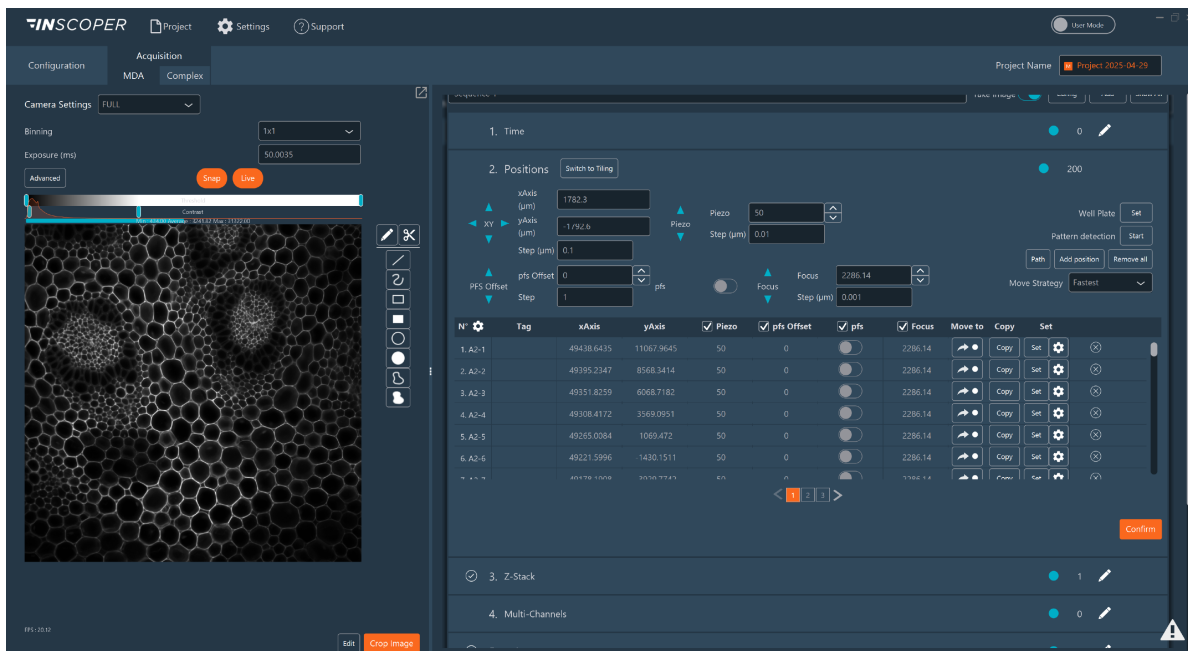 INSCOPER Project Settings Support User Mode
Configuration Acquisition Project Name M Project 2025-04-29
MDA Complex
Camera Settings FULL
Binning 1x1
Exposure (ms) 50.0035
Advanced Snap Live
Contrast
FPS : 20.12
Edit Crop Image
1. Time 0
2. Positions Switch to Tiling 200
xAxis (µm) 1782.3
XY yAxis (µm) -1792.6
Step (µm) 0.1
Piezo Piezo 50
Step (µm) 0.01
Well Plate Set
Pattern detection Start
Path Add position Remove all
Move Strategy Fastest
PFS Offset pfs Offset 0 pfs
Step 1
Focus Focus 2286.14
Step (µm) 0.001
N° Tag xAxis yAxis Piezo pfs Offset pfs Focus Move to Copy Set
1. A2-1 49438.6435 11067.9645 50 0 2286.14 Copy Set
2. A2-2 49395.2347 8568.3414 50 0 2286.14 Copy Set
3. A2-3 49351.8259 6068.7182 50 0 2286.14 Copy Set
4. A2-4 49308.4172 3569.0951 50 0 2286.14 Copy Set
5. A2-5 49265.0084 1069.472 50 0 2286.14 Copy Set
6. A2-6 49221.5996 -1430.1511 50 0 2286.14 Copy Set
< 1 2 3 >
Confirm
3. Z-Stack 1
4. Multi-Channels 0